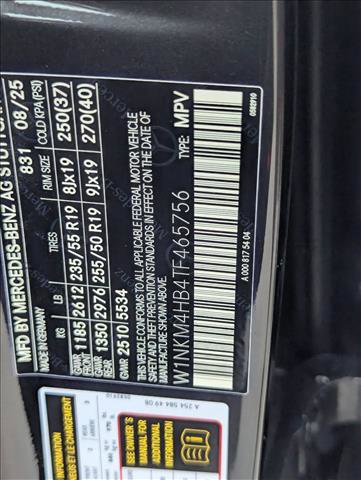 MFD BY MERCEDES-BENZ AG STUTTGART
MADE IN GERMANY 831 08/25
KG LB TIRES RIM SIZE COLD KPA(PSI)
GAWR FRONT 1185 2612 235/55 R19 8Jx19 250(37)
GAWR REAR 1350 2976 255/50 R19 9Jx19 270(40)
GVWR 2510 5534
THIS VEHICLE CONFORMS TO ALL APPLICABLE FEDERAL MOTOR VEHICLE
SAFETY, BUMPER, AND THEFT PREVENTION STANDARDS IN EFFECT ON THE
DATE OF MANUFACTURE SHOWN ABOVE.
W1NKM4HB4TF465756 TYPE: MPV
A 000 817 54 04
0582910
A 254 584 49 08
0582910
SEE OWNER'S
MANUAL FOR
ADDITIONAL
INFORMATION